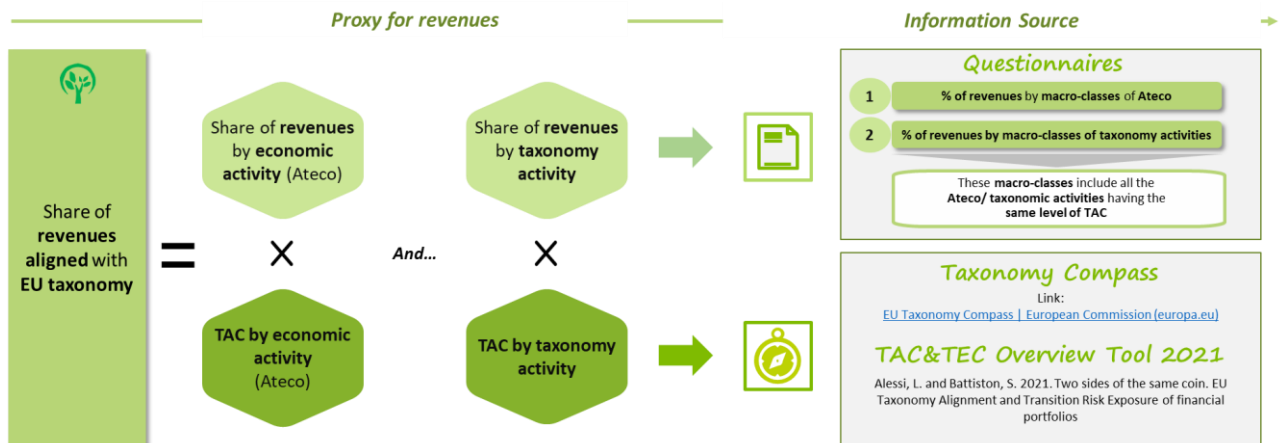 Proxy for revenues
Information Source
Share of
revenues
aligned with
EU taxonomy
=
Share of revenues
by economic
activity (Ateco)
X
TAC by economic
activity
(Ateco)
And...
Share of revenues
by taxonomy
activity
X
TAC by taxonomy
activity
Questionnaires
1
% of revenues by macro-classes of Ateco
2
% of revenues by macro-classes of taxonomy activities
These macro-classes include all the
Ateco/ taxonomic activities having the
same level of TAC
Taxonomy Compass
Link:
EU Taxonomy Compass | European Commission (europa.eu)
TAC&TEC Overview Tool 2021
Alessi, L. and Battiston, S. 2021. Two sides of the same coin. EU
Taxonomy Alignment and Transition Risk Exposure of financial
portfolios